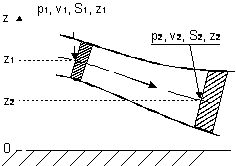 p1, v1, S1, z1
z
p2, v2, S2, z2
z1
z2
0